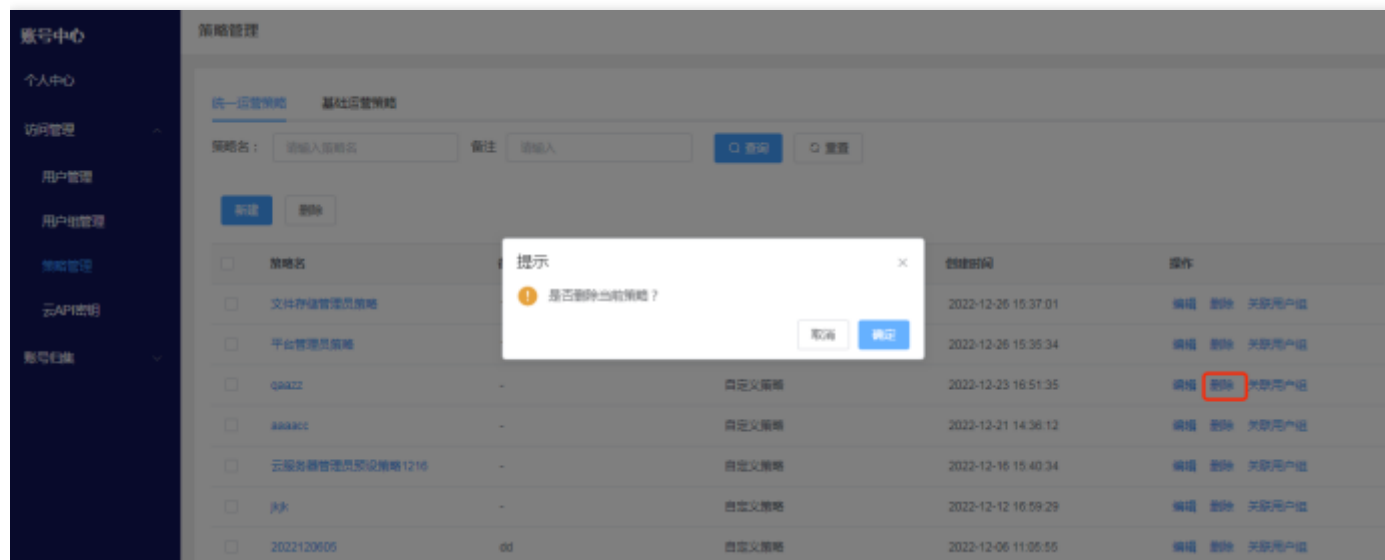 账号中心
策略管理
个人中心
访问管理
用户管理
用户组管理
策略管理
云API密钥
账号归集
统一运营策略 基础运营策略
策略名： 请输入策略名 备注 请输入 查询 重置
新建 删除
策略名 创建时间 操作
提示
是否删除当前策略？
取消 确定
文件存储管理员策略 2022-12-26 15:37:01 编辑 删除 关联用户组
平台管理员策略 2022-12-26 15:35:34 编辑 删除 关联用户组
qaazz - 自定义策略 2022-12-23 16:51:35 编辑 删除 关联用户组
aaaacc - 自定义策略 2022-12-21 14:36:12 编辑 删除 关联用户组
云服务器管理员预设策略1216 - 自定义策略 2022-12-16 15:40:34 编辑 删除 关联用户组
- 自定义策略 2022-12-12 16:59:29 编辑 删除 关联用户组
2022120605 dd 自定义策略 2022-12-06 11:05:55 编辑 删除 关联用户组